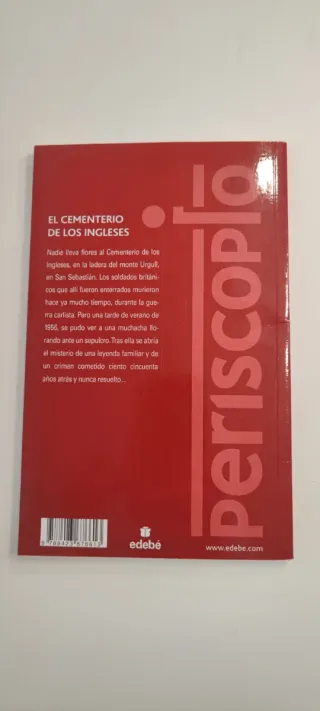 EL CEMENTERIO
DE LOS INGLESES
Nadie lleva flores al Cementerio de los
Ingleses, en la ladera del monte Urgull,
en San Sebastián. Los soldados británi-
cos que allí fueron enterrados murieron
hace ya mucho tiempo, durante la gue-
rra carlista. Pero una tarde de verano de
1986, se pudo ver a una muchacha llo-
rando ante un sepulcro. Tras ella se abría
el misterio de una leyenda familiar y de
un crimen cometido ciento cincuenta
años atrás y nunca resuelto...
periscopio
edebé
www.edebe.com